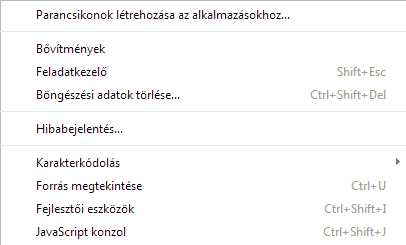 Parancsikonok létrehozása az alkalmazásokhoz...
Bővítmények
Feladatkezelő Shift+Esc
Böngészési adatok törlése... Ctrl+Shift+Del
Hibabejelentés...
Karakterkódolás
Forrás megtekintése Ctrl+U
Fejlesztői eszközök Ctrl+Shift+I
JavaScript konzol Ctrl+Shift+J